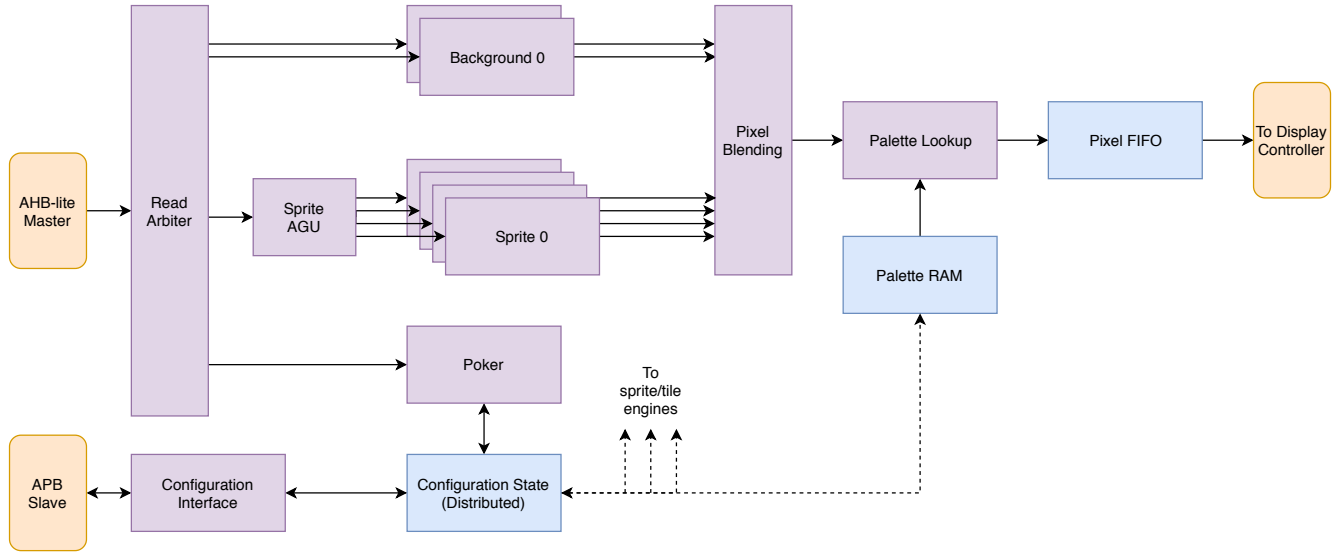 Background 0
Pixel
Blending
Palette Lookup
Pixel FIFO
To Display
Controller
AHB-lite
Master
Read
Arbiter
Sprite
AGU
Sprite 0
Palette RAM
Poker
To
sprite/tile
engines
APB
Slave
Configuration
Interface
Configuration State
(Distributed)